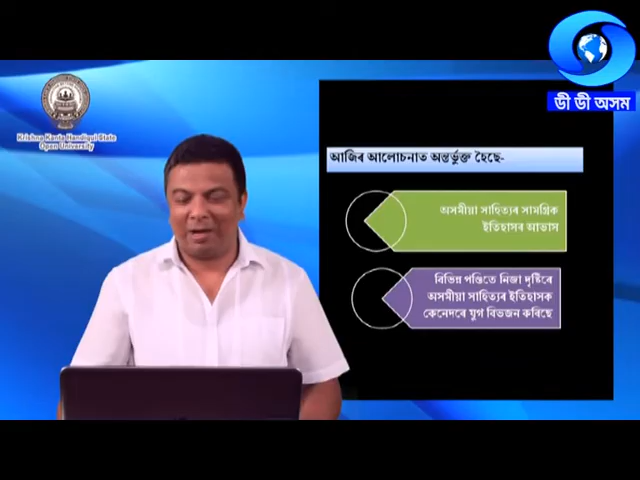 Krishna Kanta Handiqui State
Open University
ডী ডী অসম
আজিৰ আলোচনাত অন্তৰ্ভুক্ত হৈছে-
অসমীয়া সাহিত্যৰ সামগ্ৰিক
ইতিহাসৰ আভাস
বিভিন্ন পণ্ডিতে নিজা দৃষ্টিৰে
অসমীয়া সাহিত্যৰ ইতিহাসক
কেনেদৰে যুগ বিভজন কৰিছে